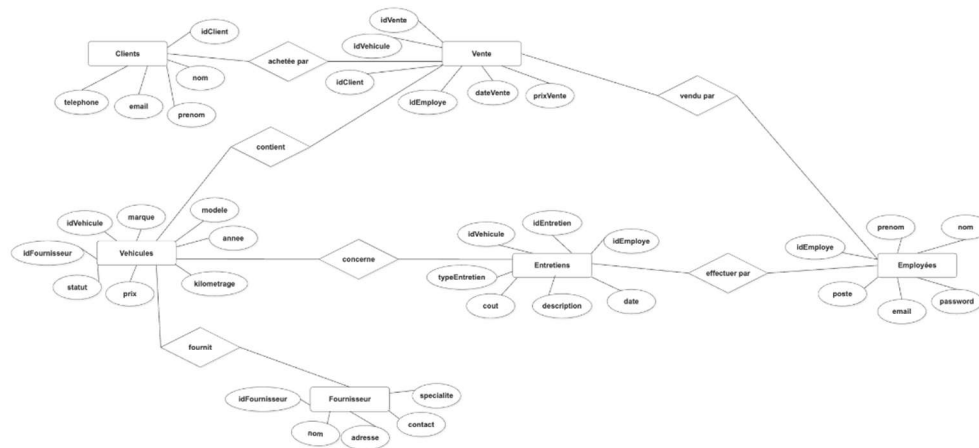 idVente
idClient
idVehicule
Clients
achetée par
Vente
nom
idClient
telephone
email
prenom
idEmploye
dateVente
prixVente
vendu par
contient
marque
modele
idVehicule
annee
idFournisseur
Vehicules
statut
prix
kilometrage
concerne
idEntretien
idVehicule
idEmploye
Entretiens
typeEntretien
cout
description
date
effectuer par
prenom
nom
idEmploye
Employées
poste
email
password
fournit
idFournisseur
Fournisseur
specialite
contact
nom
adresse